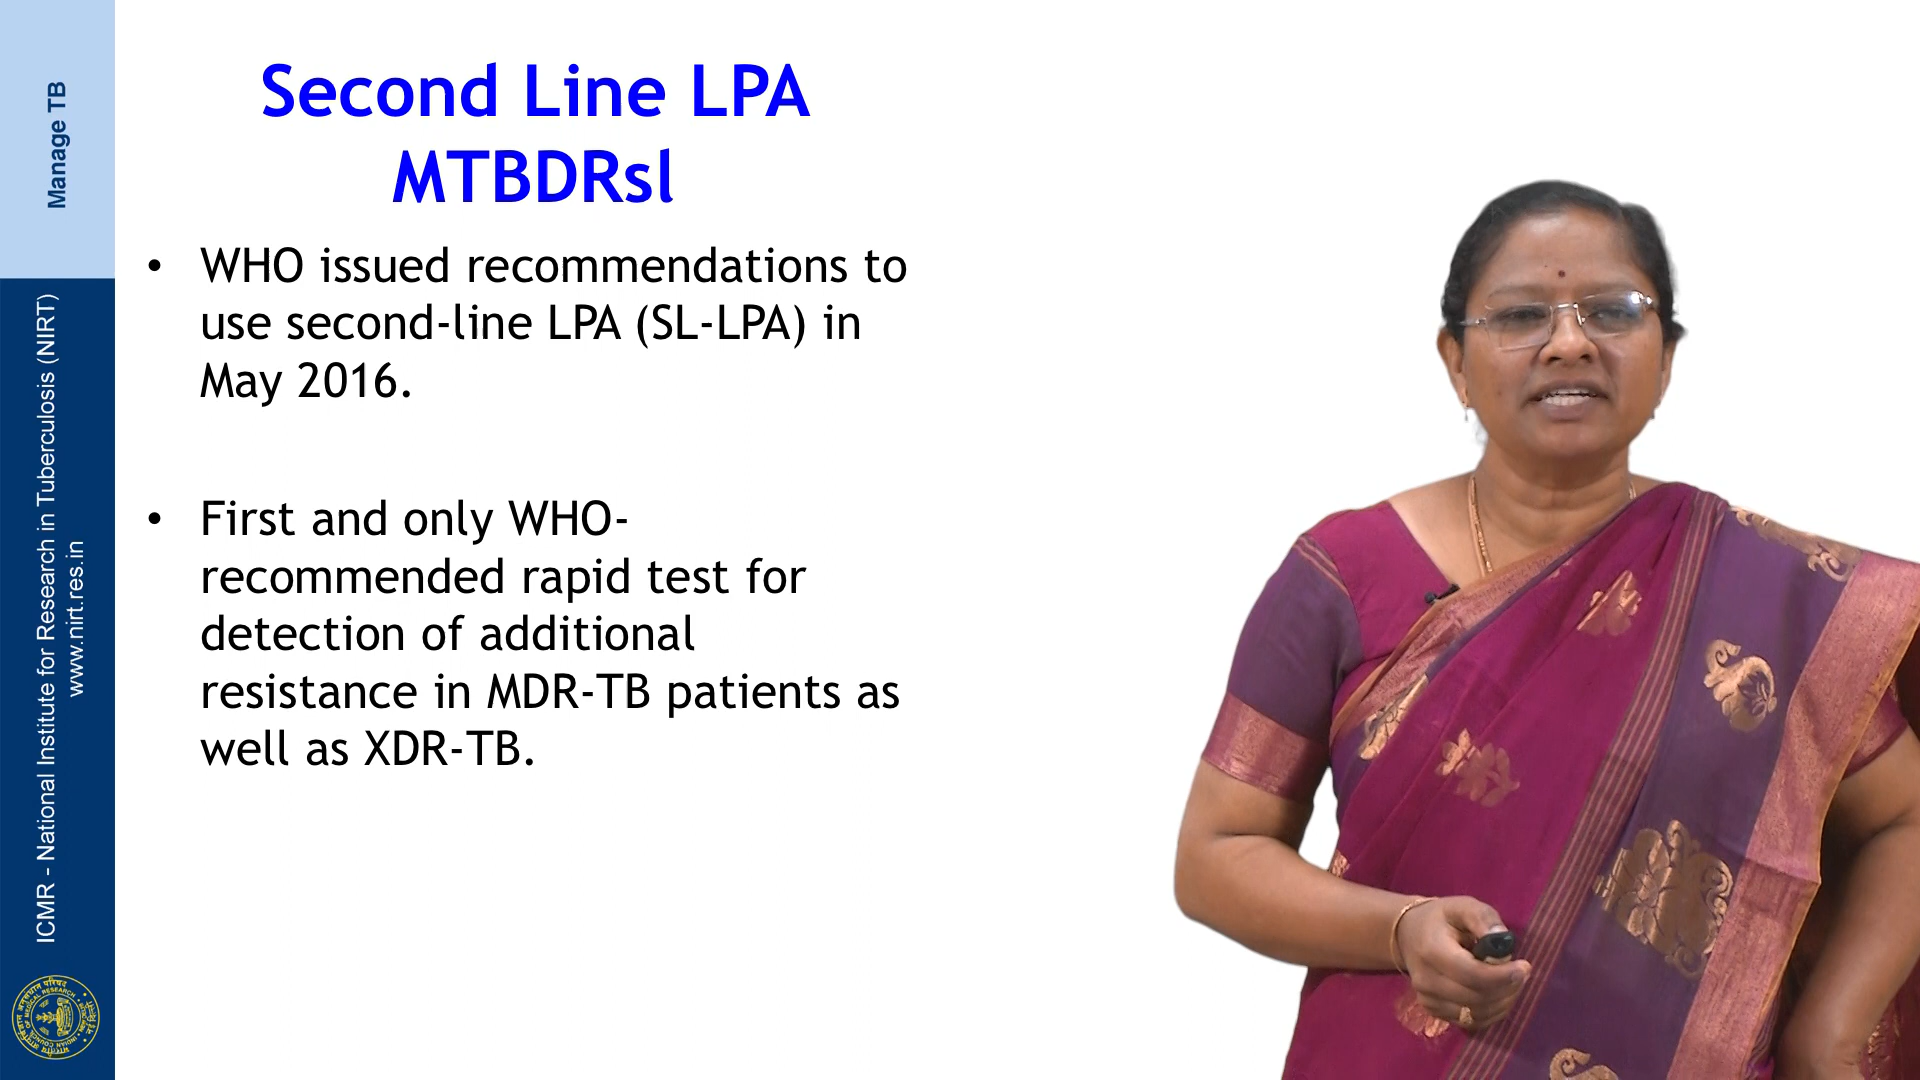 Manage TB
ICMR - National Institute for Research in Tuberculosis (NIRT)
www.nirt.res.in
Second Line LPA
MTBDRsl
• WHO issued recommendations to
use second-line LPA (SL-LPA) in
May 2016.
• First and only WHO-
recommended rapid test for
detection of additional
resistance in MDR-TB patients as
well as XDR-TB.